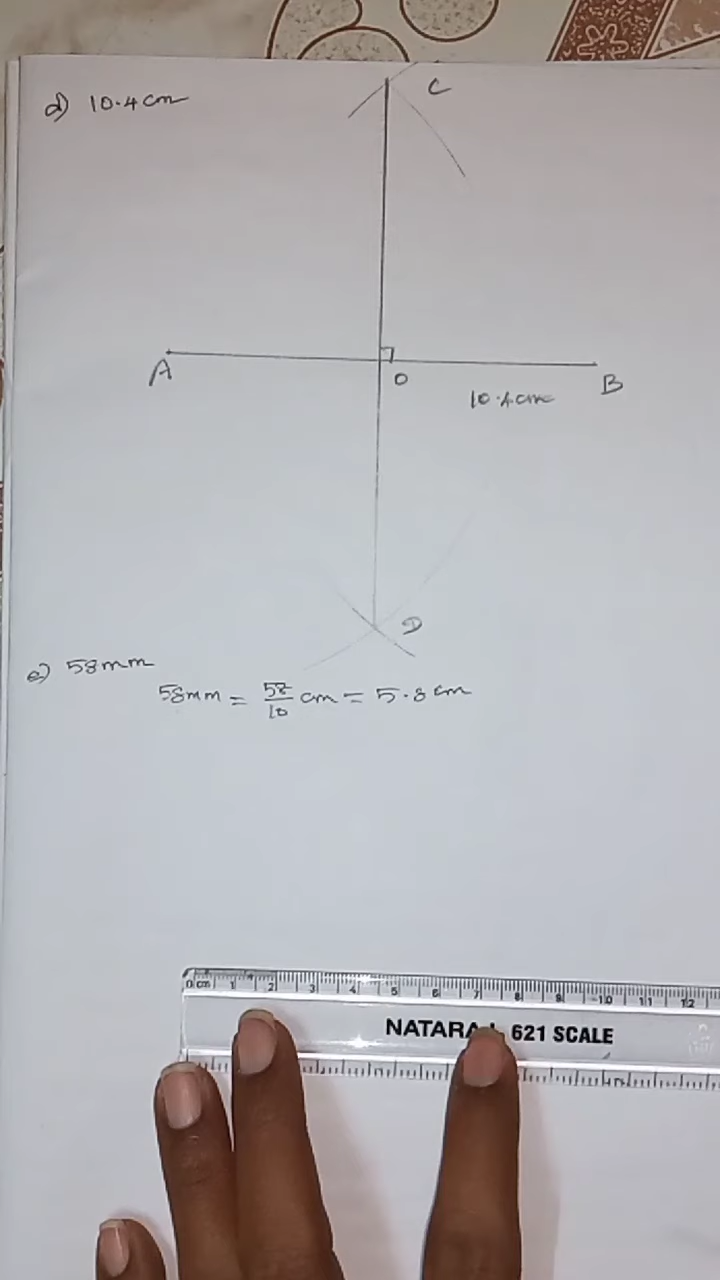 d) 10.4 cm
C
A
O
B
10.4 cm
D
e) 58 mm
58 mm = 58/10 cm = 5.8 cm
0 cm 1 2 3 4 5 6 7 8 9 10 11 12
NATARA 621 SCALE